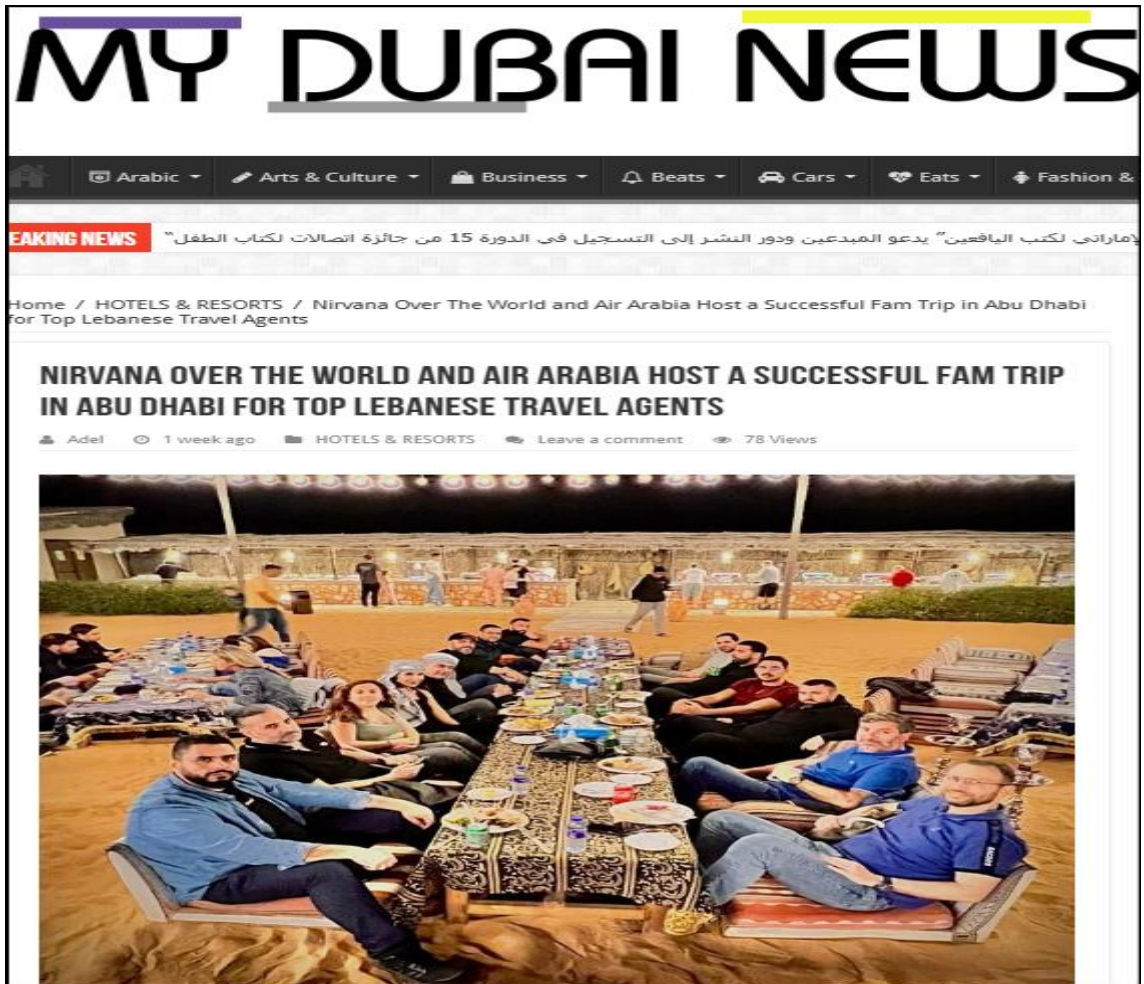 MY DUBAI NEWS
Arabic Arts & Culture Business Beats Cars Eats Fashion &
EAKING NEWS لإماراتي لكتب اليافعين” يدعو المبدعين ودور النشر إلى التسجيل في الدورة 15 من جائزة اتصالات لكتاب الطفل“
Home / HOTELS & RESORTS / Nirvana Over The World and Air Arabia Host a Successful Fam Trip in Abu Dhabi
for Top Lebanese Travel Agents
NIRVANA OVER THE WORLD AND AIR ARABIA HOST A SUCCESSFUL FAM TRIP
IN ABU DHABI FOR TOP LEBANESE TRAVEL AGENTS
Adel 1 week ago HOTELS & RESORTS Leave a comment 78 Views